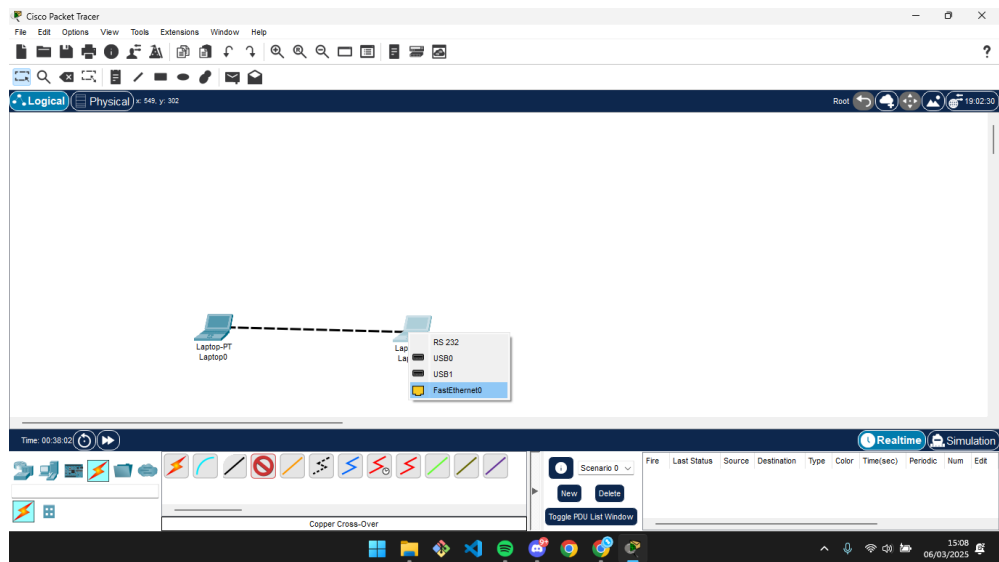 Cisco Packet Tracer
File Edit Options View Tools Extensions Window Help
?
Logical Physical x: 549, y: 302 Root 19:02:30
Laptop-PT
Laptop0
Lap
RS 232
USB0
USB1
FastEthernet0
Time: 00:38:02 Realtime Simulation
Scenario 0
Fire Last Status Source Destination Type Color Time(sec) Periodic Num Edit
New Delete
Toggle PDU List Window
Copper Cross-Over
15:08
06/03/2025